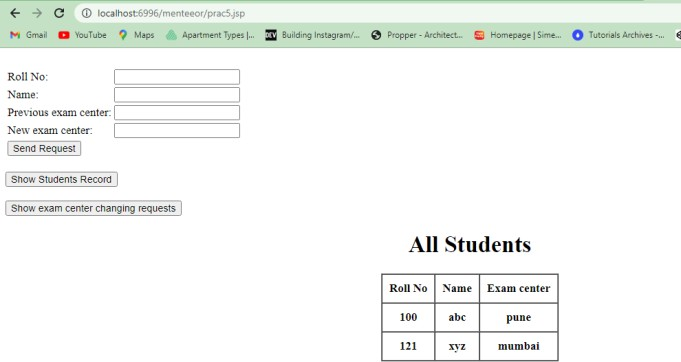 localhost:6996/menteeor/prac5.jsp
Gmail YouTube Maps Apartment Types |... DEV Building Instagram/... Propper - Architect... Homepage | Sime... Tutorials Archive -...
Roll No:
Name:
Previous exam center:
New exam center:
Send Request
Show Students Record
Show exam center changing requests
All Students
Roll No Name Exam center
100 abc pune
121 xyz mumbai